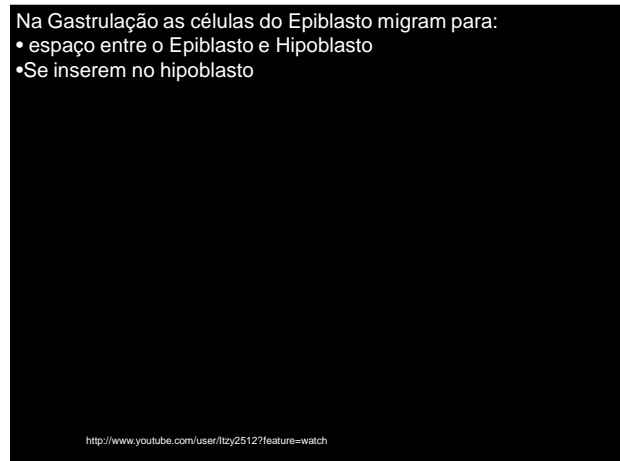 Na Gastrulação as células do Epiblasto migram para:
• espaço entre o Epiblasto e Hipoblasto
•Se inserem no hipoblasto
http://www.youtube.com/user/Itzy2512?feature=watch